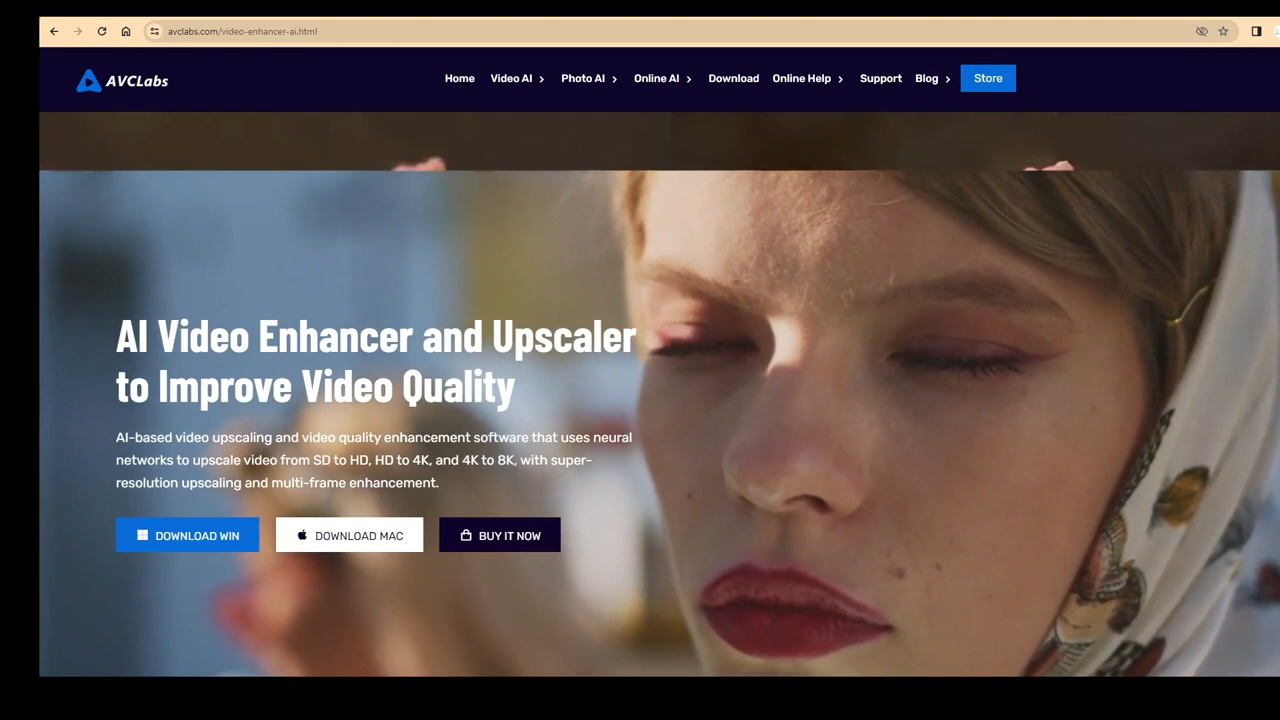 avclabs.com/video-enhancer-ai.html
AVCLabs
Home Video AI Photo AI Online AI Download Online Help Support Blog Store
AI Video Enhancer and Upscaler
to Improve Video Quality
AI-based video upscaling and video quality enhancement software that uses neural
networks to upscale video from SD to HD, HD to 4K, and 4K to 8K, with super-
resolution upscaling and multi-frame enhancement.
DOWNLOAD WIN DOWNLOAD MAC BUY IT NOW